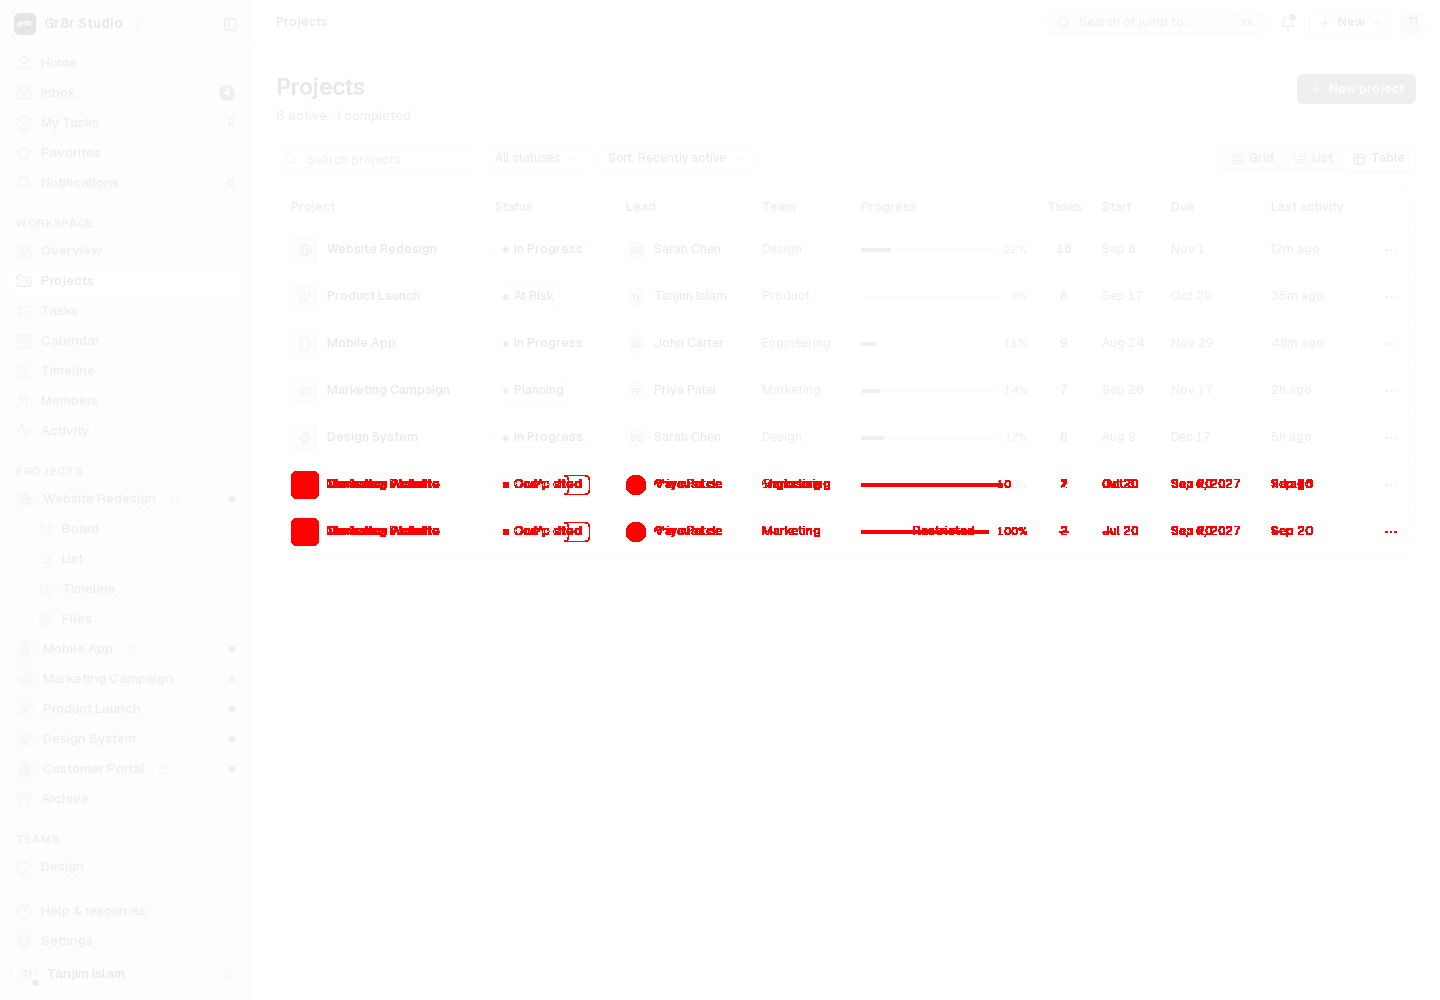 Gr8r Studio
Projects
Search or jump to...
⌘K
New
TI
Home
Inbox
4
My Tasks
2
Favorites
Notifications
6
WORKSPACE
Overview
Projects
Tasks
Calendar
Timeline
Members
Activity
PROJECTS
Website Redesign
Board
List
Timeline
Files
Mobile App
Marketing Campaign
Product Launch
Design System
Customer Portal
Archive
TEAMS
Design
Help & resources
Settings
TI
Tanjim Islam
Projects
6 active · 1 completed
New project
Search projects
All statuses
Sort: Recently active
Grid
List
Table
Project Status Lead Team Progress Tasks Start Due Last activity
Website Redesign In Progress SC Sarah Chen Design 22% 18 Sep 8 Nov 1 12m ago
Product Launch At Risk TI Tanjim Islam Product 0% 6 Sep 17 Oct 20 35m ago
Mobile App In Progress JC John Carter Engineering 11% 9 Aug 24 Nov 29 48m ago
Marketing Campaign Planning PP Priya Patel Marketing 14% 7 Sep 28 Nov 17 2h ago
Design System In Progress SC Sarah Chen Design 17% 6 Aug 9 Dec 17 5h ago
Marketing Restricted 100% Jul 20 Sep 20